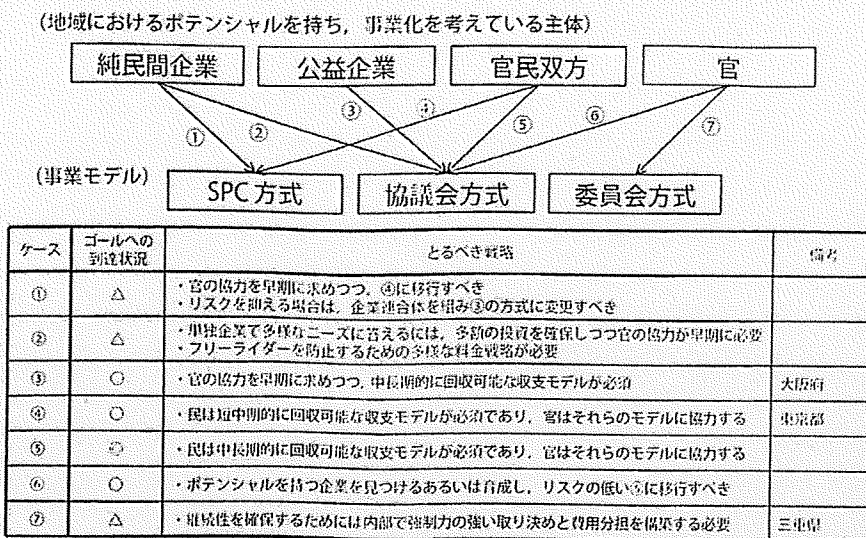 (地域におけるポテンシャルを持ち，事業化を考えている主体)
純民間企業 公益企業 官民双方 官
① ② ③ ④ ⑤ ⑥ ⑦
(事業モデル)
SPC 方式 協議会方式 委員会方式
ケース ゴールへの到達状況 とるべき戦略 備考
① △ ・官の協力を早期に求めつつ，④に移行すべき
・リスクを抑える場合は，企業連合体を組み③の方式に変更すべき
② △ ・単独企業で多様なニーズに答えるには，多額の投資を確保しつつ官の協力が早期に必要
・フリーライダーを防止するための多様な料金戦略が必要
③ ○ ・官の協力を早期に求めつつ，中長期的に回収可能な収支モデルが必須 大阪府
④ ○ ・民は短中期的に回収可能な収支モデルが必須であり，官はそれらのモデルに協力する 東京都
⑤ ・民は中長期的に回収可能な収支モデルが必須であり，官はそれらのモデルに協力する
⑥ ○ ・ポテンシャルを持つ企業を見つけるあるいは育成し，リスクの低い⑤に移行すべき
⑦ △ ・継続性を確保するためには内部で強制力の強い取り決めと費用分担を構築する必要 三重県